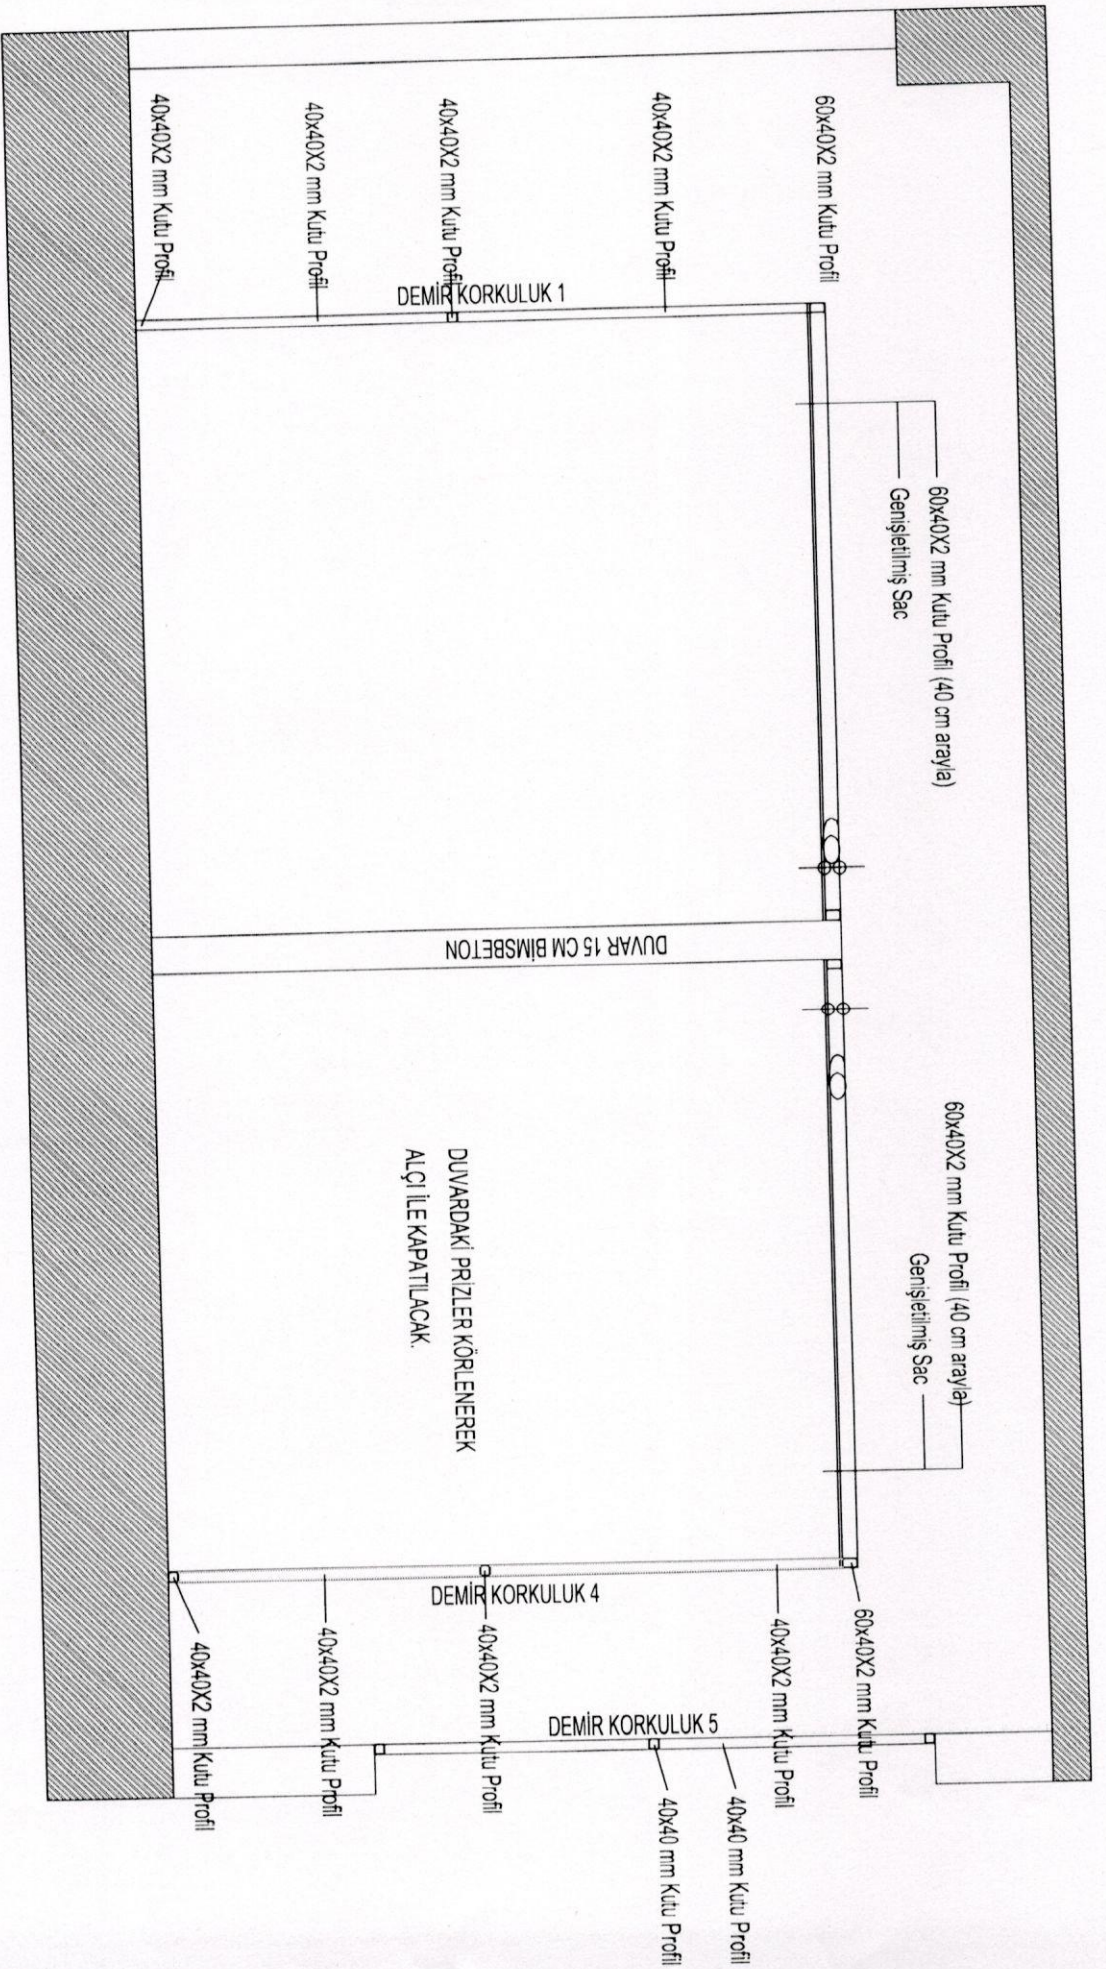 40x40X2 mm Kutu Profil
40x40X2 mm Kutu Profil
40x40X2 mm Kutu Profil
40x40X2 mm Kutu Profil
60x40X2 mm Kutu Profil
DEMİR KORKULUK 1
60x40X2 mm Kutu Profil (40 cm arayla)
Genişletilmiş Sac
DUVAR 15 CM BİMSBETON
60x40X2 mm Kutu Profil (40 cm arayla)
Genişletilmiş Sac
DUVARDAKİ PRİZLER KÖRLENEREK
ALÇI İLE KAPATILACAK.
DEMİR KORKULUK 4
60x40X2 mm Kutu Profil
40x40X2 mm Kutu Profil
40x40X2 mm Kutu Profil
40x40X2 mm Kutu Profil
40x40X2 mm Kutu Profil
DEMİR KORKULUK 5
40x40 mm Kutu Profil
40x40 mm Kutu Profil